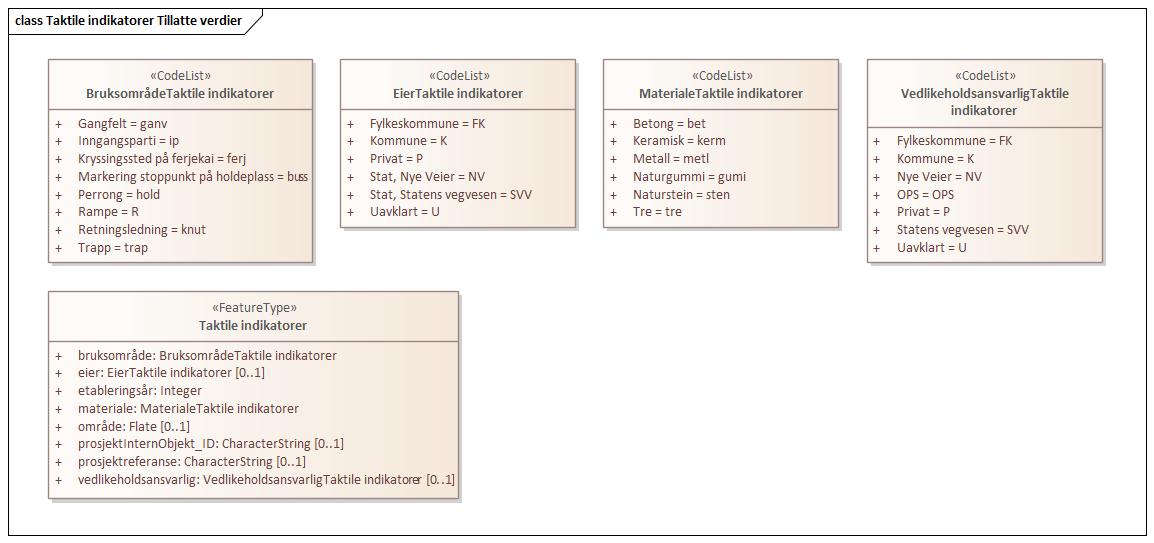 class Taktile indikatorer Tillatte verdier
«CodeList»
BruksområdeTaktile indikatorer
+ Gangfelt = ganv
+ Inngangsparti = ip
+ Kryssingssted på ferjekai = ferj
+ Markering stoppunkt på holdeplass = buss
+ Perrong = hold
+ Rampe = R
+ Retningsledning = knut
+ Trapp = trap
«CodeList»
EierTaktile indikatorer
+ Fylkeskommune = FK
+ Kommune = K
+ Privat = P
+ Stat, Nye Veier = NV
+ Stat, Statens vegvesen = SVV
+ Uavklart = U
«CodeList»
MaterialeTaktile indikatorer
+ Betong = bet
+ Keramisk = kerm
+ Metall = metl
+ Naturgummi = gumi
+ Naturstein = sten
+ Tre = tre
«CodeList»
VedlikeholdsansvarligTaktile
indikatorer
+ Fylkeskommune = FK
+ Kommune = K
+ Nye Veier = NV
+ OPS = OPS
+ Privat = P
+ Statens vegvesen = SVV
+ Uavklart = U
«FeatureType»
Taktile indikatorer
+ bruksområde: BruksområdeTaktile indikatorer
+ eier: EierTaktile indikatorer [0..1]
+ etableringsår: Integer
+ materiale: MaterialeTaktile indikatorer
+ område: Flate [0..1]
+ prosjektInternObjekt_ID: CharacterString [0..1]
+ prosjektreferanse: CharacterString [0..1]
+ vedlikeholdsansvarlig: VedlikeholdsansvarligTaktile indikatorer [0..1]